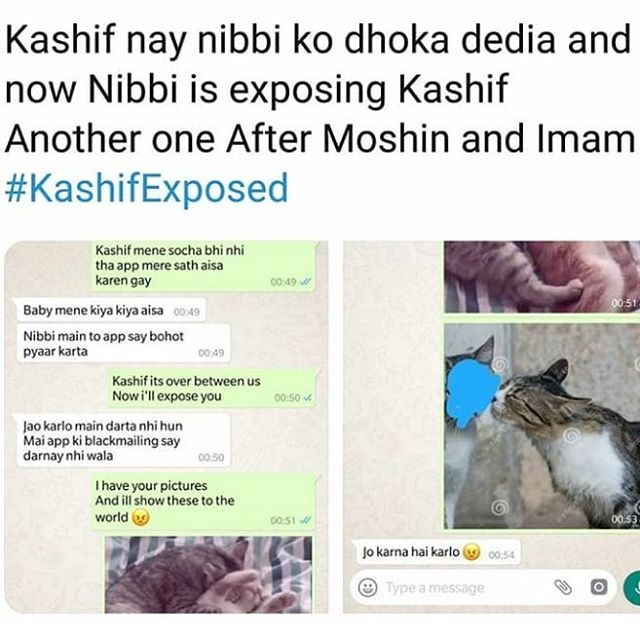 Kashif nay nibbi ko dhoka dedia and
now Nibbi is exposing Kashif
Another one After Moshin and Imam
#KashifExposed
Kashif mene socha bhi nhi
tha app mere sath aisa
karen gay 00:49
Baby mene kiya kiya aisa 00:49
Nibbi main to app say bohot
pyaar karta 00:49
Kashif its over between us
Now i'll expose you 00:50
Jao karlo main darta nhi hun
Mai app ki blackmailing say
darnay nhi wala 00:50
I have your pictures
And ill show these to the
world 😠 00:51
00:51
00:53
Jo karna hai karlo 😠 00:54
Type a message